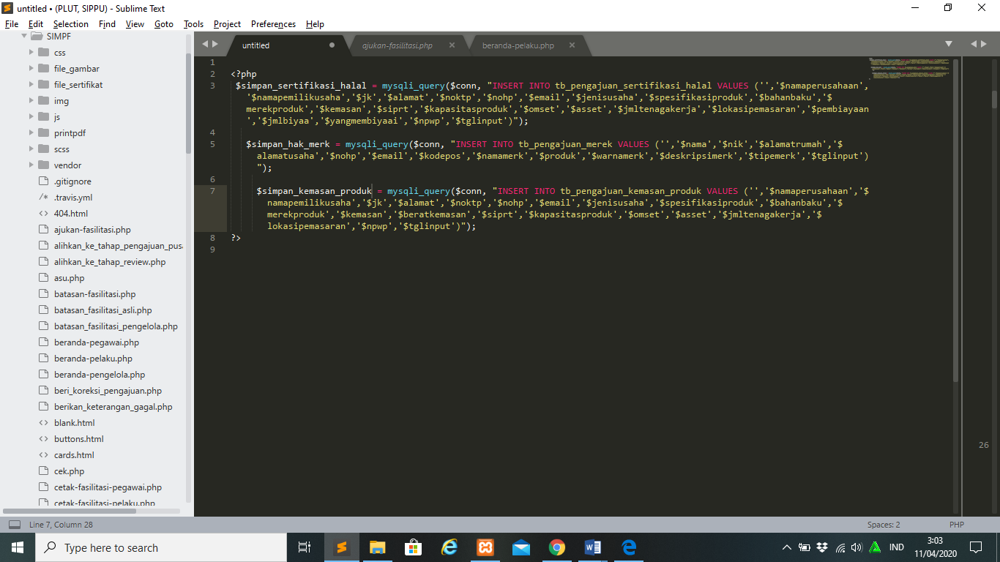 untitled • (PLUT, SIPPU) - Sublime Text
File Edit Selection Find View Goto Tools Project Preferences Help
SIMPF
css
file_gambar
file_sertifikat
img
js
printpdf
scss
vendor
.gitignore
/* .travis.yml
<> 404.html
ajukan-fasilitasi.php
alihkan_ke_tahap_pengajuan_pus
alihkan_ke_tahap_review.php
asu.php
batasan-fasilitasi.php
batasan_fasilitasi_asli.php
batasan_fasilitasi_pengelola.php
beranda-pegawai.php
beranda-pelaku.php
beranda-pengelola.php
beri_koreksi_pengajuan.php
berikan_keterangan_gagal.php
<> blank.html
<> buttons.html
<> cards.html
cek.php
cetak-fasilitasi-pegawai.php
cetak-fasilitasi-pelaku.php
untitled ajukan-fasilitasi.php × beranda-pelaku.php ×
1
2 <?php
3 $simpan_sertifikasi_halal = mysqli_query($conn, "INSERT INTO tb_pengajuan_sertifikasi_halal VALUES ('','$namaperusahaan',
'$namapemilikusaha','$jk','$alamat','$noktp','$nohp','$email','$jenisusaha','$spesifikasiproduk','$bahanbaku','$
merekproduk','$kemasan','$siprt','$kapasitasproduk','$omset','$asset','$jmltenagakerja','$lokasipemasaran','$pembiayaan
','$jmlbiyaa','$yangmembiyaai','$npwp','$tglinput')");
4
5 $simpan_hak_merk = mysqli_query($conn, "INSERT INTO tb_pengajuan_merek VALUES ('','$nama','$nik','$alamatrumah','$
alamatusaha','$nohp','$email','$kodepos','$namamerk','$produk','$warnamerk','$deskripsimerk','$tipemerk','$tglinput')
");
6
7 $simpan_kemasan_produk = mysqli_query($conn, "INSERT INTO tb_pengajuan_kemasan_produk VALUES ('','$namaperusahaan','$
namapemilikusaha','$jk','$alamat','$noktp','$nohp','$email','$jenisusaha','$spesifikasiproduk','$bahanbaku','$
merekproduk','$kemasan','$beratkemasan','$siprt','$kapasitasproduk','$omset','$asset','$jmltenagakerja','$
lokasipemasaran','$npwp','$tglinput')");
8 ?>
9
26
Line 7, Column 28 Spaces: 2 PHP
Type here to search
IND
3:03
11/04/2020